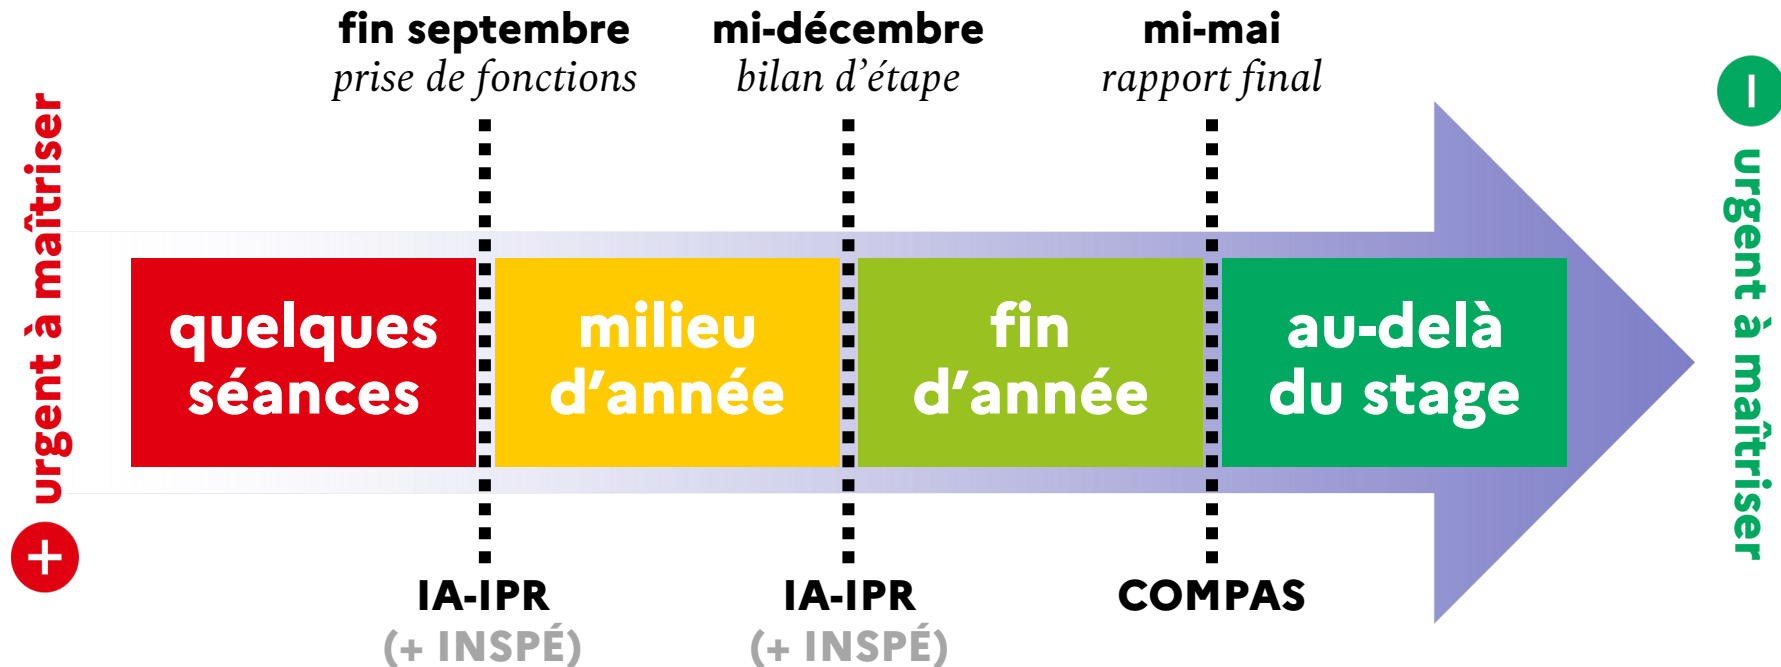 fin septembre
prise de fonctions
mi-décembre
bilan d’étape
mi-mai
rapport final
+ urgent à maîtriser
quelques
séances
milieu
d’année
fin
d’année
au-delà
du stage
– urgent à maîtriser
IA-IPR
(+ INSPÉ)
IA-IPR
(+ INSPÉ)
COMPAS